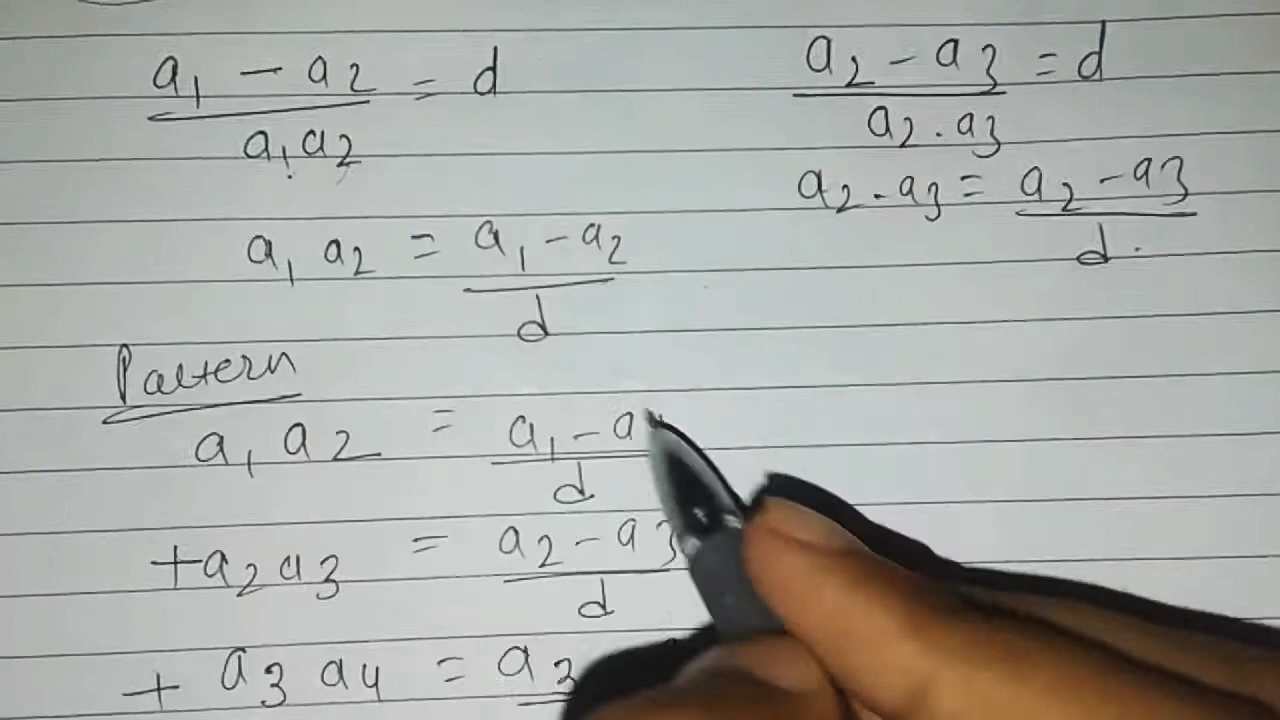 a₁ - a₂ = d
a₁a₂
a₁ a₂ = a₁ - a₂
d
a₂ - a₃ = d
a₂ . a₃
a₂ . a₃ = a₂ - a₃
d .
Pattern
a₁ a₂ = a₁ - a
d
+ a₂ a₃ = a₂ - a₃
d
+ a₃ a₄ = a₃